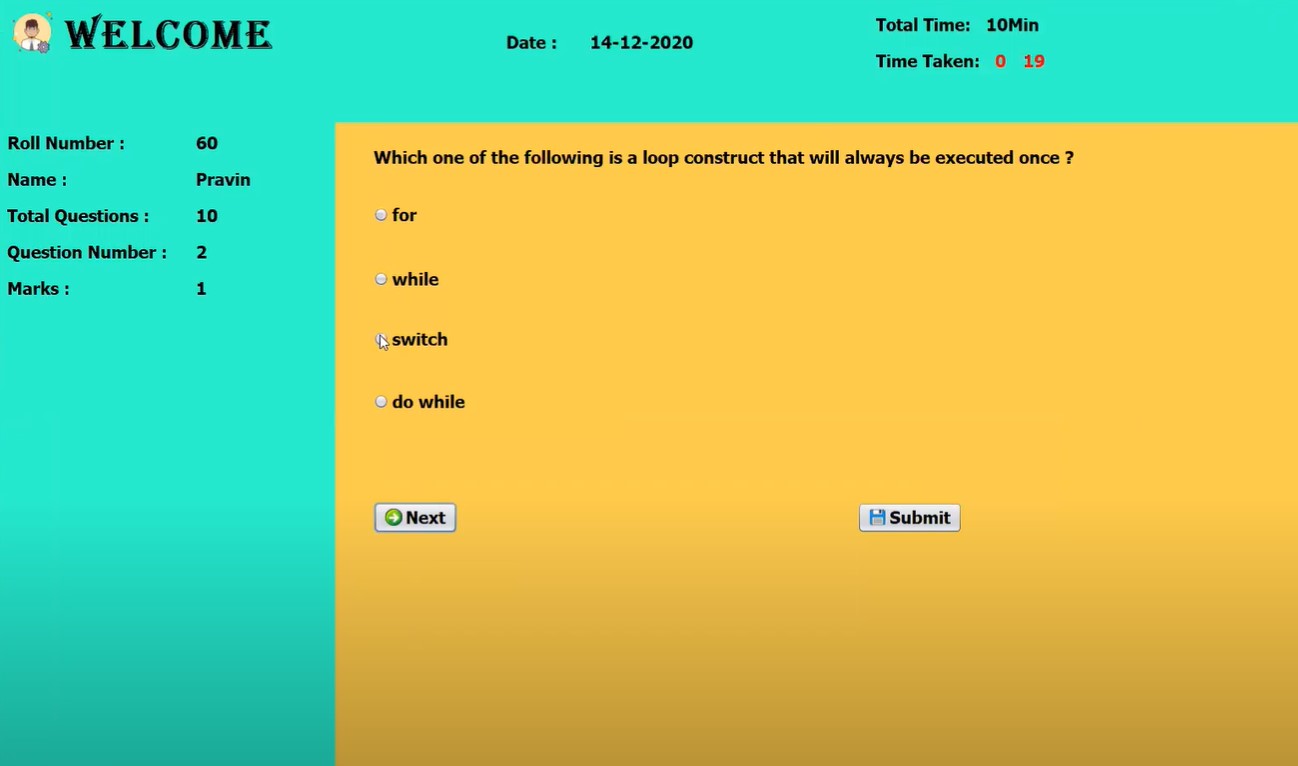 WELCOME
Date : 14-12-2020
Total Time: 10Min
Time Taken: 0 19
Roll Number : 60
Name : Pravin
Total Questions : 10
Question Number : 2
Marks : 1
Which one of the following is a loop construct that will always be executed once ?
for
while
switch
do while
Next
Submit